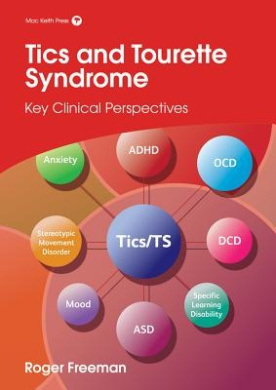 Mac Keith Press
Tics and Tourette
Syndrome
Key Clinical Perspectives
Anxiety
ADHD
OCD
Stereotypic
Movement
Disorder
Tics/TS
DCD
Mood
ASD
Specific
Learning
Disability
Roger Freeman